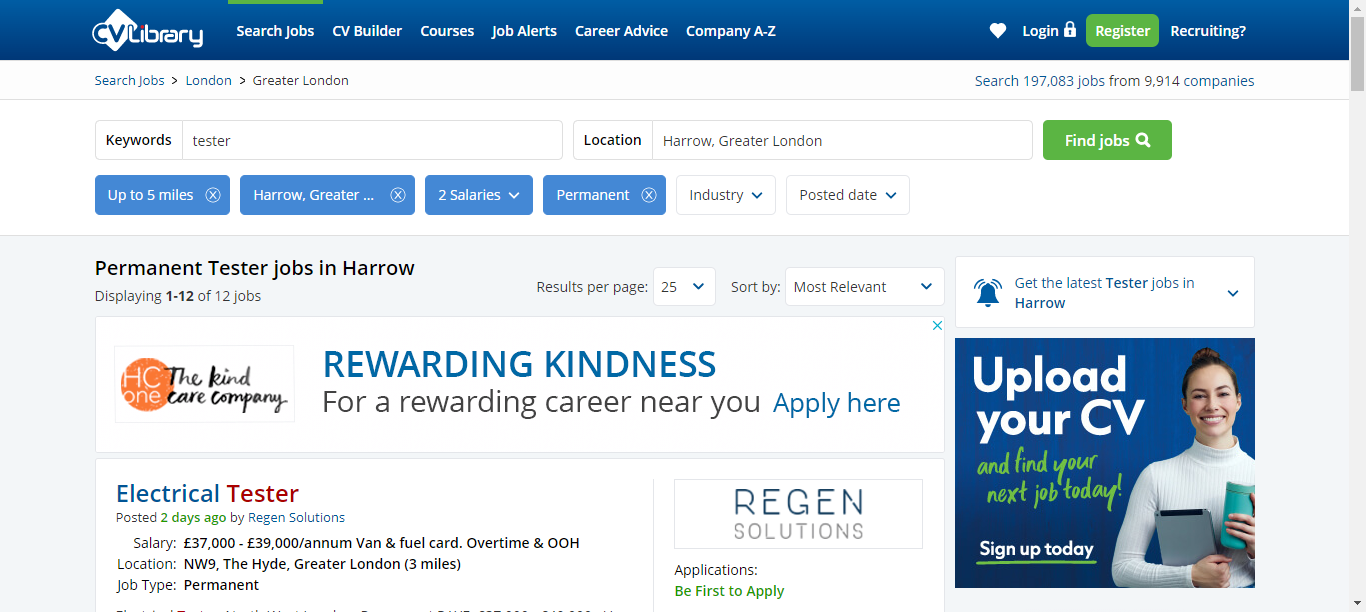 CVLibrary
Search Jobs CV Builder Courses Job Alerts Career Advice Company A-Z Login Register Recruiting?
Search Jobs > London > Greater London
Search 197,083 jobs from 9,914 companies
Keywords tester Location Harrow, Greater London Find jobs
Up to 5 miles Harrow, Greater ... 2 Salaries Permanent Industry Posted date
Permanent Tester jobs in Harrow
Displaying 1-12 of 12 jobs
Results per page: 25 Sort by: Most Relevant
Get the latest Tester jobs in
Harrow
HC
one
The kind
care company
REWARDING KINDNESS
For a rewarding career near you Apply here
Upload
your CV
and find your
next job today!
Sign up today
Electrical Tester
Posted 2 days ago by Regen Solutions
Salary: £37,000 - £39,000/annum Van & fuel card. Overtime & OOH
Location: NW9, The Hyde, Greater London (3 miles)
Job Type: Permanent
REGEN
SOLUTIONS
Applications:
Be First to Apply